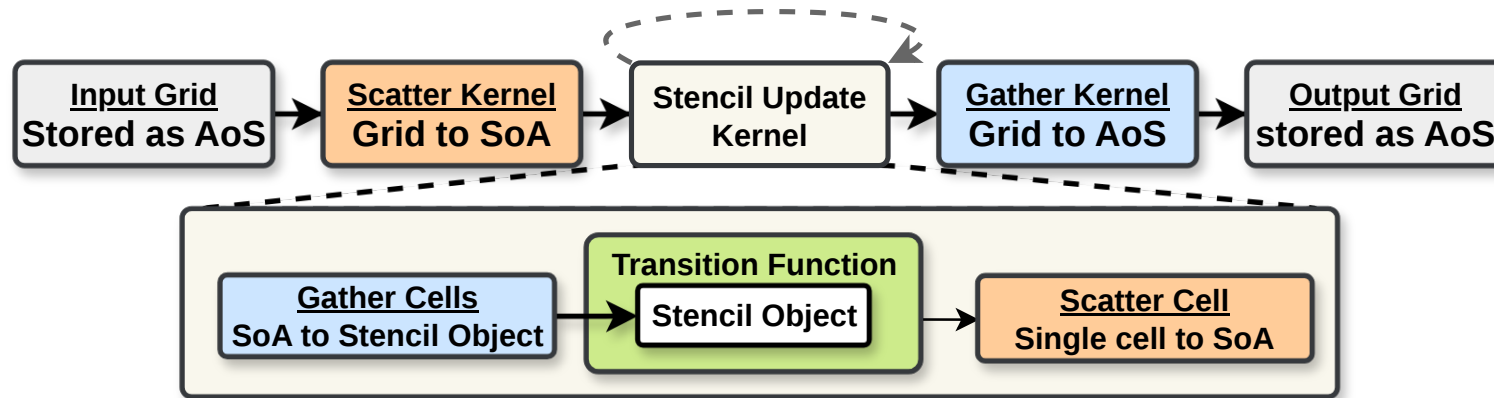 Input Grid
Stored as AoS
Scatter Kernel
Grid to SoA
Stencil Update
Kernel
Gather Kernel
Grid to AoS
Output Grid
stored as AoS
Gather Cells
SoA to Stencil Object
Transition Function
Stencil Object
Scatter Cell
Single cell to SoA